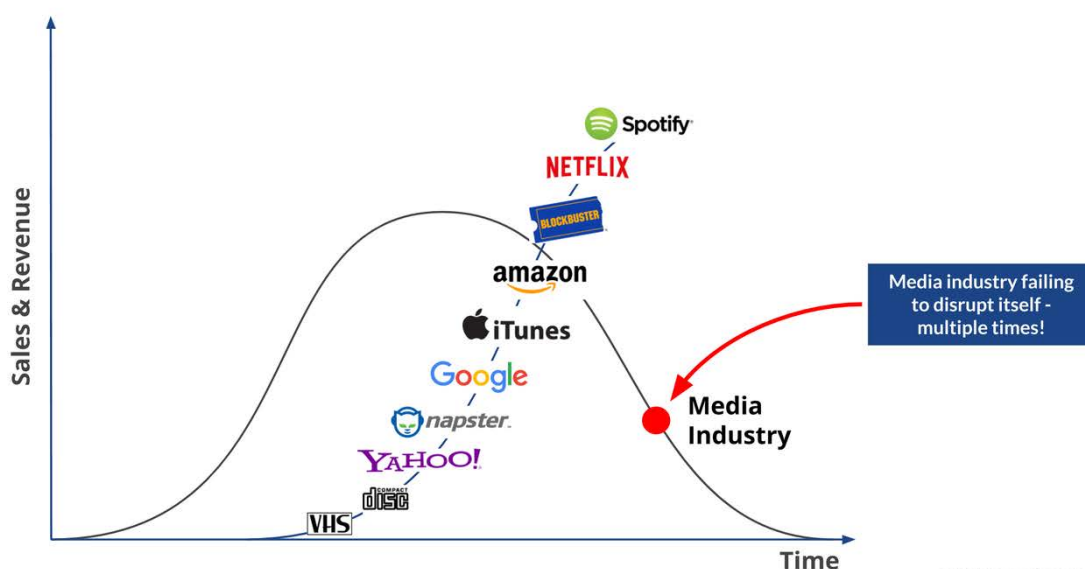 Spotify
NETFLIX
BLOCKBUSTER
amazon
iTunes
Google
napster
YAHOO!
COMPACT
disc
VHS
Sales & Revenue
Media industry failing
to disrupt itself -
multiple times!
Media
Industry
Time